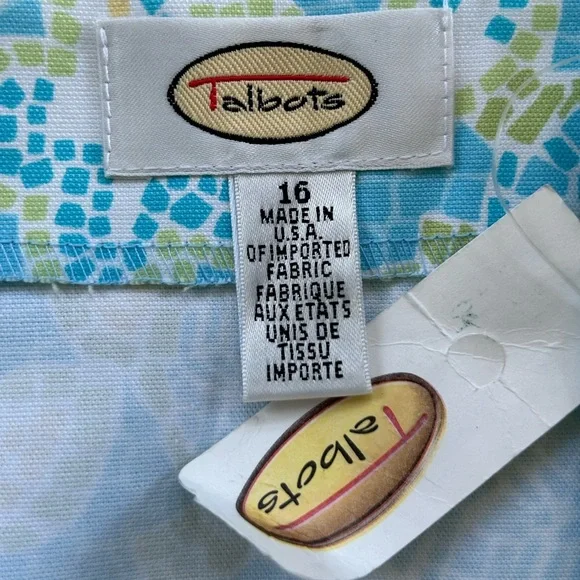 Talbots
16
MADE IN
U.S.A.
OF IMPORTED
FABRIC
FABRIQUE
AUX ETATS
UNIS DE
TISSU
IMPORTE
Talbots